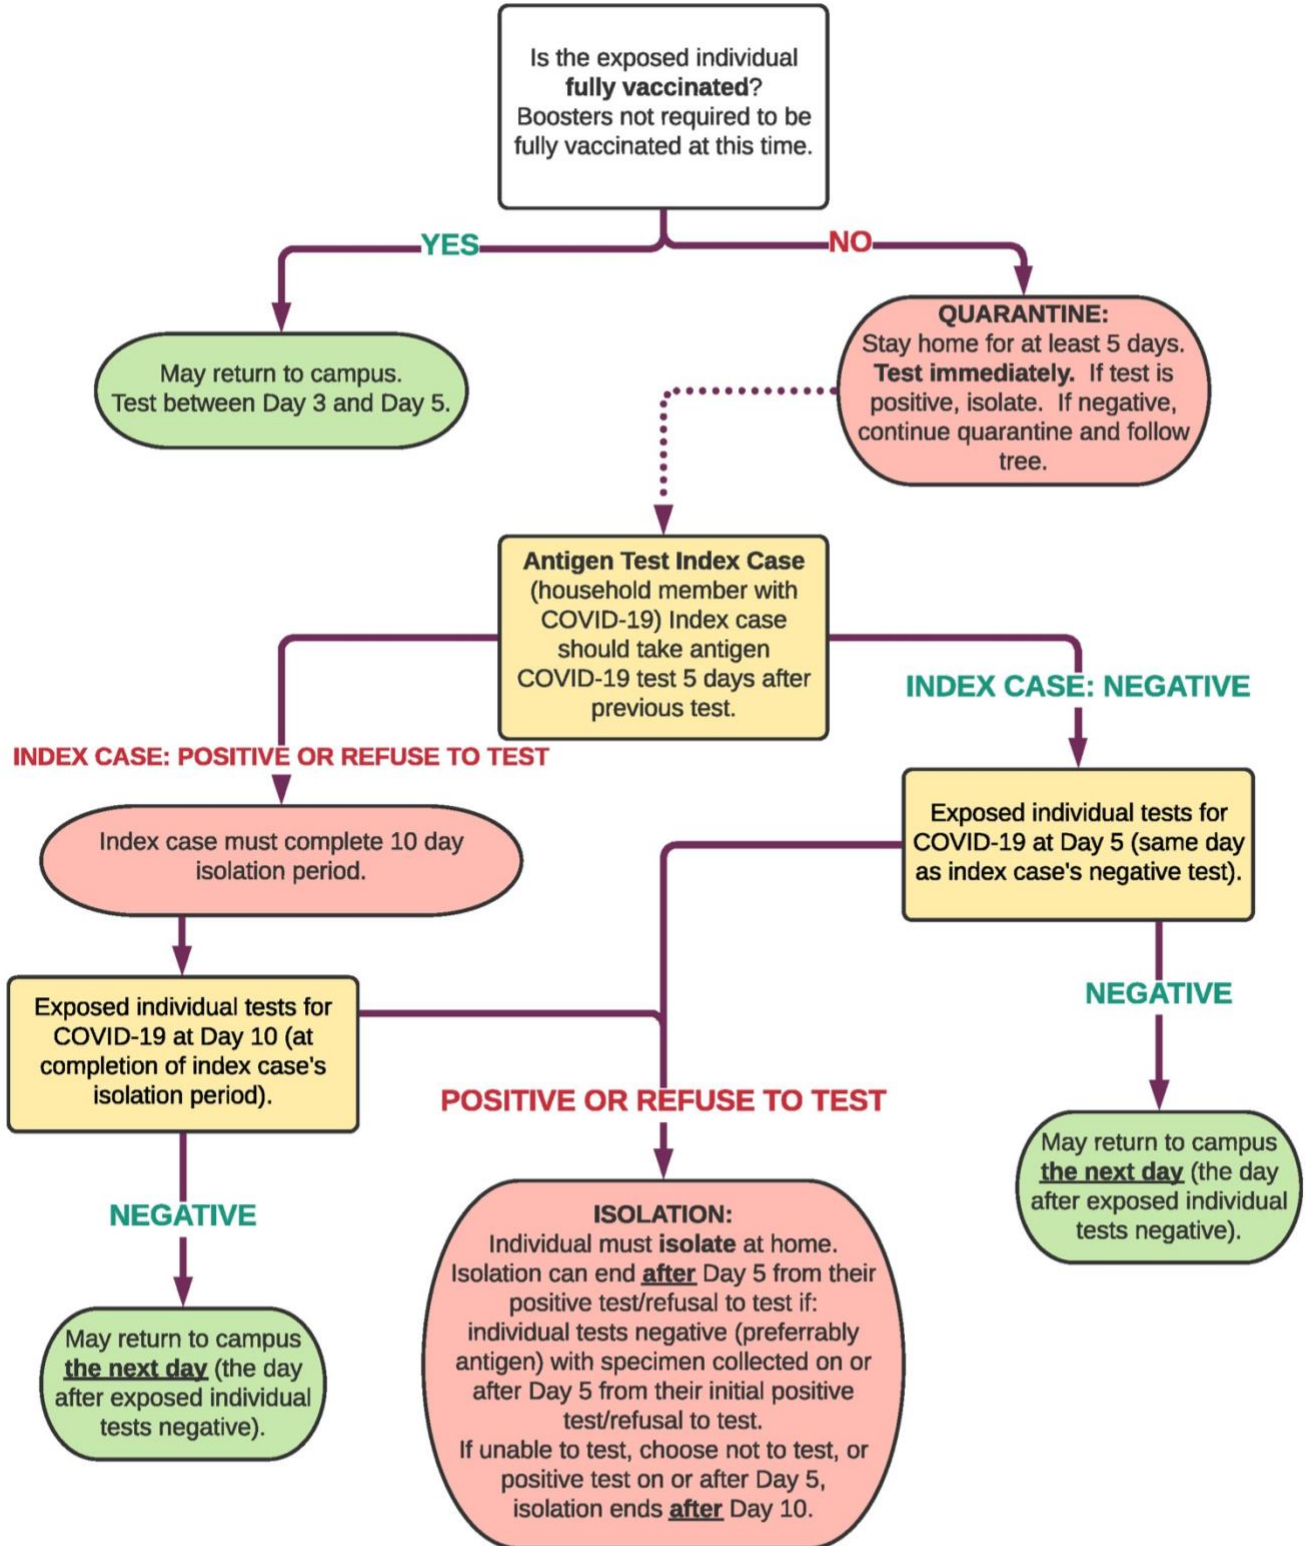 Is the exposed individual
fully vaccinated?
Boosters not required to be
fully vaccinated at this time.
YES
NO
May return to campus.
Test between Day 3 and Day 5.
QUARANTINE:
Stay home for at least 5 days.
Test immediately. If test is
positive, isolate. If negative,
continue quarantine and follow
tree.
Antigen Test Index Case
(household member with
COVID-19) Index case
should take antigen
COVID-19 test 5 days after
previous test.
INDEX CASE: NEGATIVE
INDEX CASE: POSITIVE OR REFUSE TO TEST
Index case must complete 10 day
isolation period.
Exposed individual tests for
COVID-19 at Day 5 (same day
as index case's negative test).
Exposed individual tests for
COVID-19 at Day 10 (at
completion of index case's
isolation period).
NEGATIVE
POSITIVE OR REFUSE TO TEST
May return to campus
the next day (the day
after exposed individual
tests negative).
NEGATIVE
ISOLATION:
Individual must isolate at home.
Isolation can end after Day 5 from their
positive test/refusal to test if:
individual tests negative (preferrably
antigen) with specimen collected on or
after Day 5 from their initial positive
test/refusal to test.
If unable to test, choose not to test, or
positive test on or after Day 5,
isolation ends after Day 10.
May return to campus
the next day (the day
after exposed individual
tests negative).